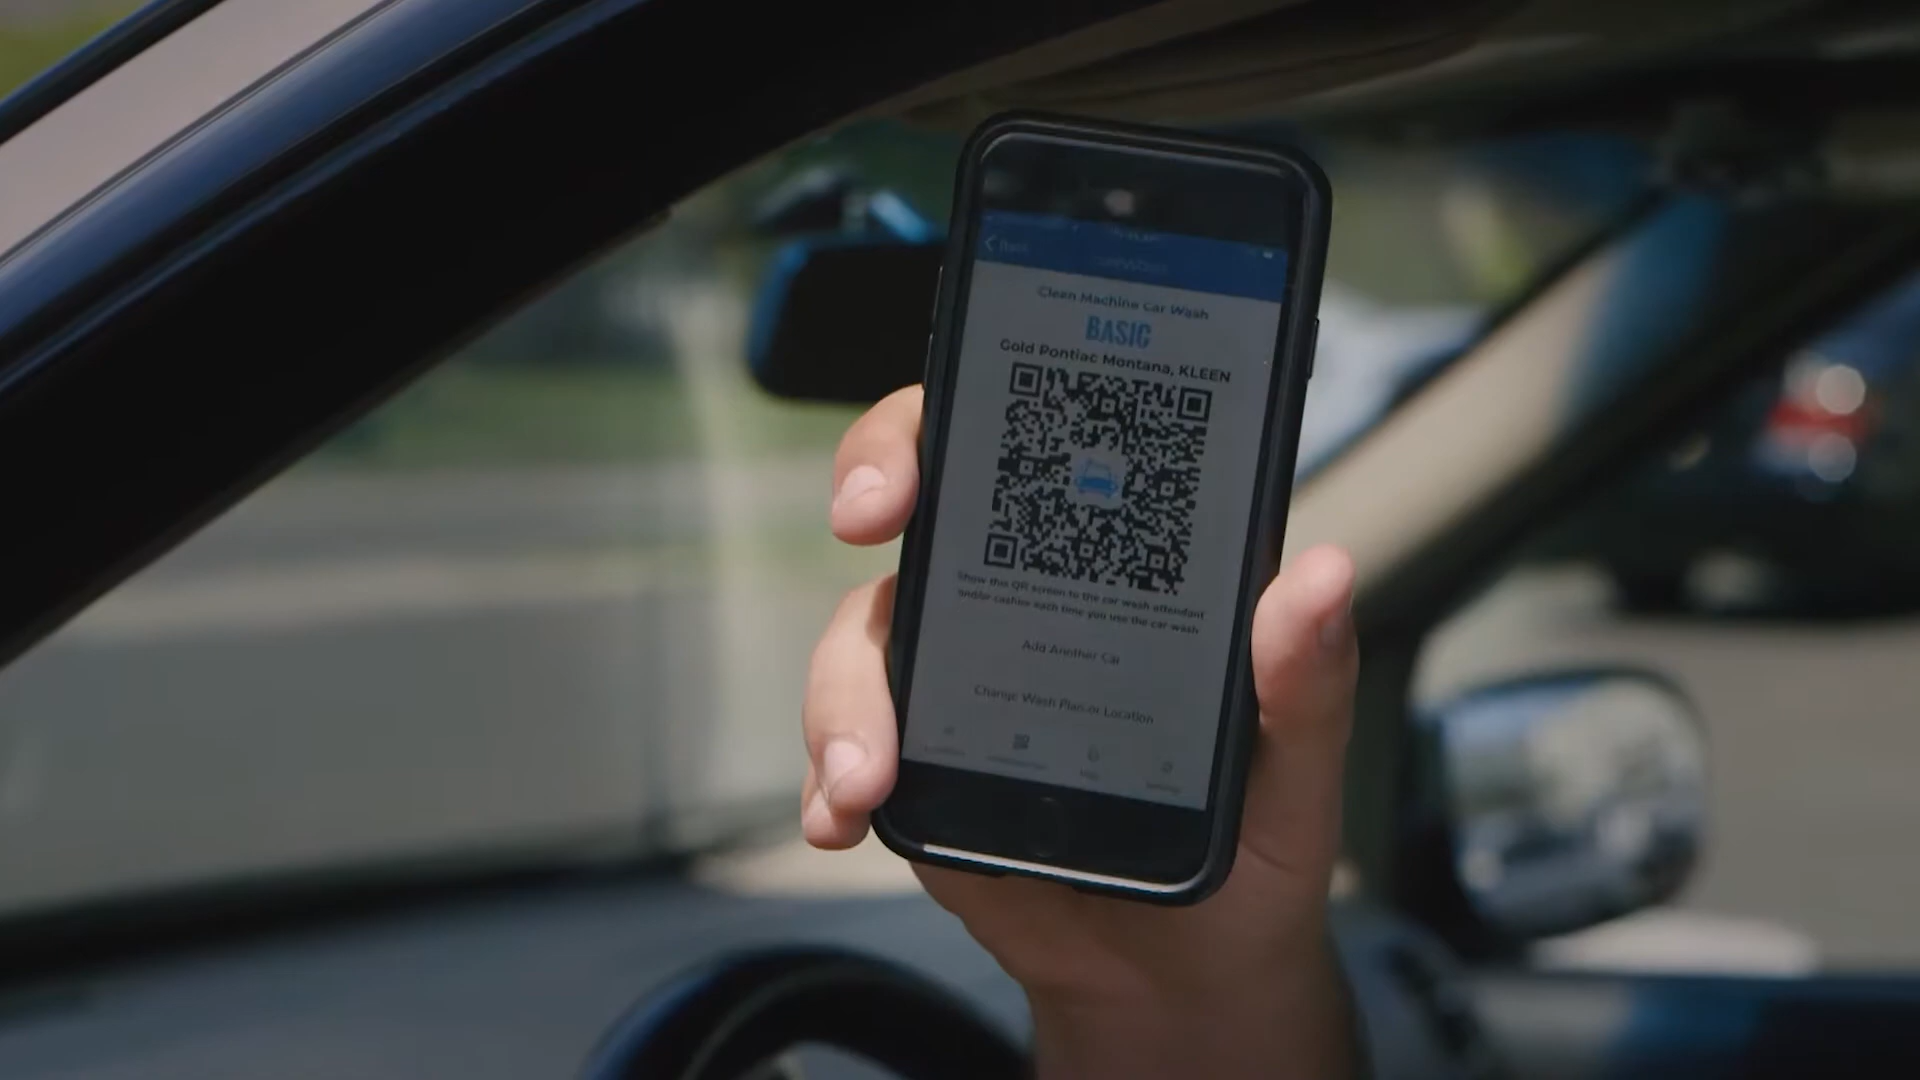 Back
Clean Machine Car Wash
BASIC
Gold Pontiac Montana, KLEEN
Show this QR screen to the car wash attendant
and/or cashier each time you use the car wash
Add Another Car
Change Wash Plan or Location